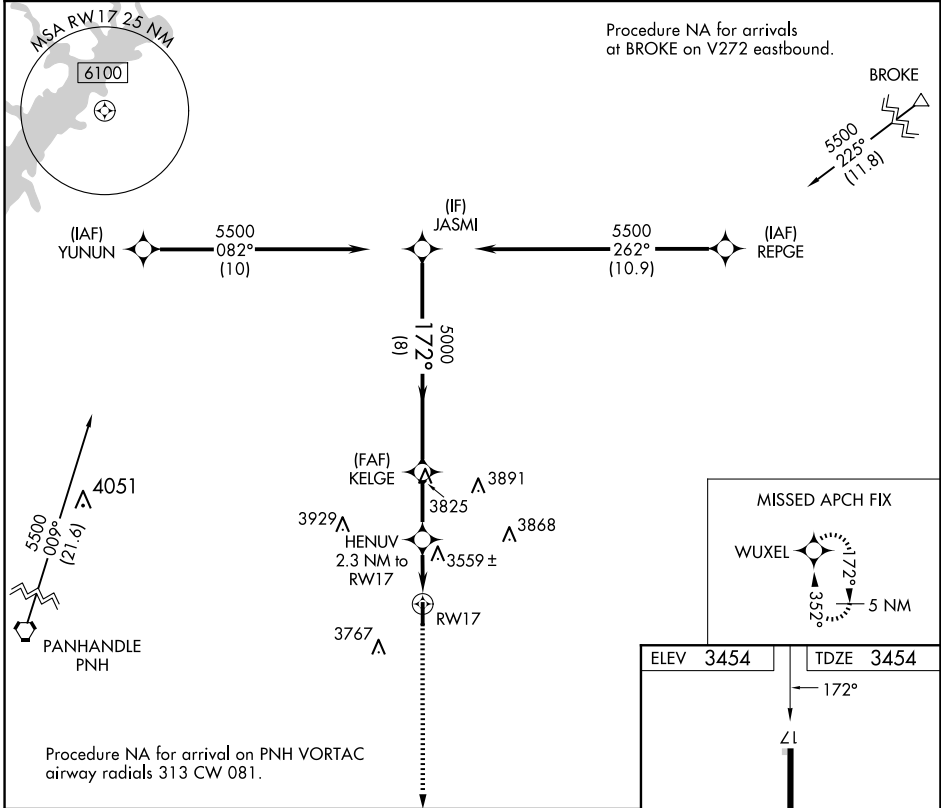 MSA RW17 25 NM
6100
Procedure NA for arrivals
at BROKE on V272 eastbound.
BROKE
5500
225°
(11.8)
(IAF)
YUNUN
5500
082°
(10)
(IF)
JASMI
5500
262°
(10.9)
(IAF)
REPGE
5000
172°
(8)
(FAF)
KELGE
3891
3825
4051
5500
009°
(21.6)
3929
HENUV
2.3 NM to
RW17
3868
3559 ±
RW17
3767
PANHANDLE
PNH
MISSED APCH FIX
WUXEL
172°
352°
5 NM
ELEV 3454
TDZE 3454
172°
17
Procedure NA for arrival on PNH VORTAC
airway radials 313 CW 081.